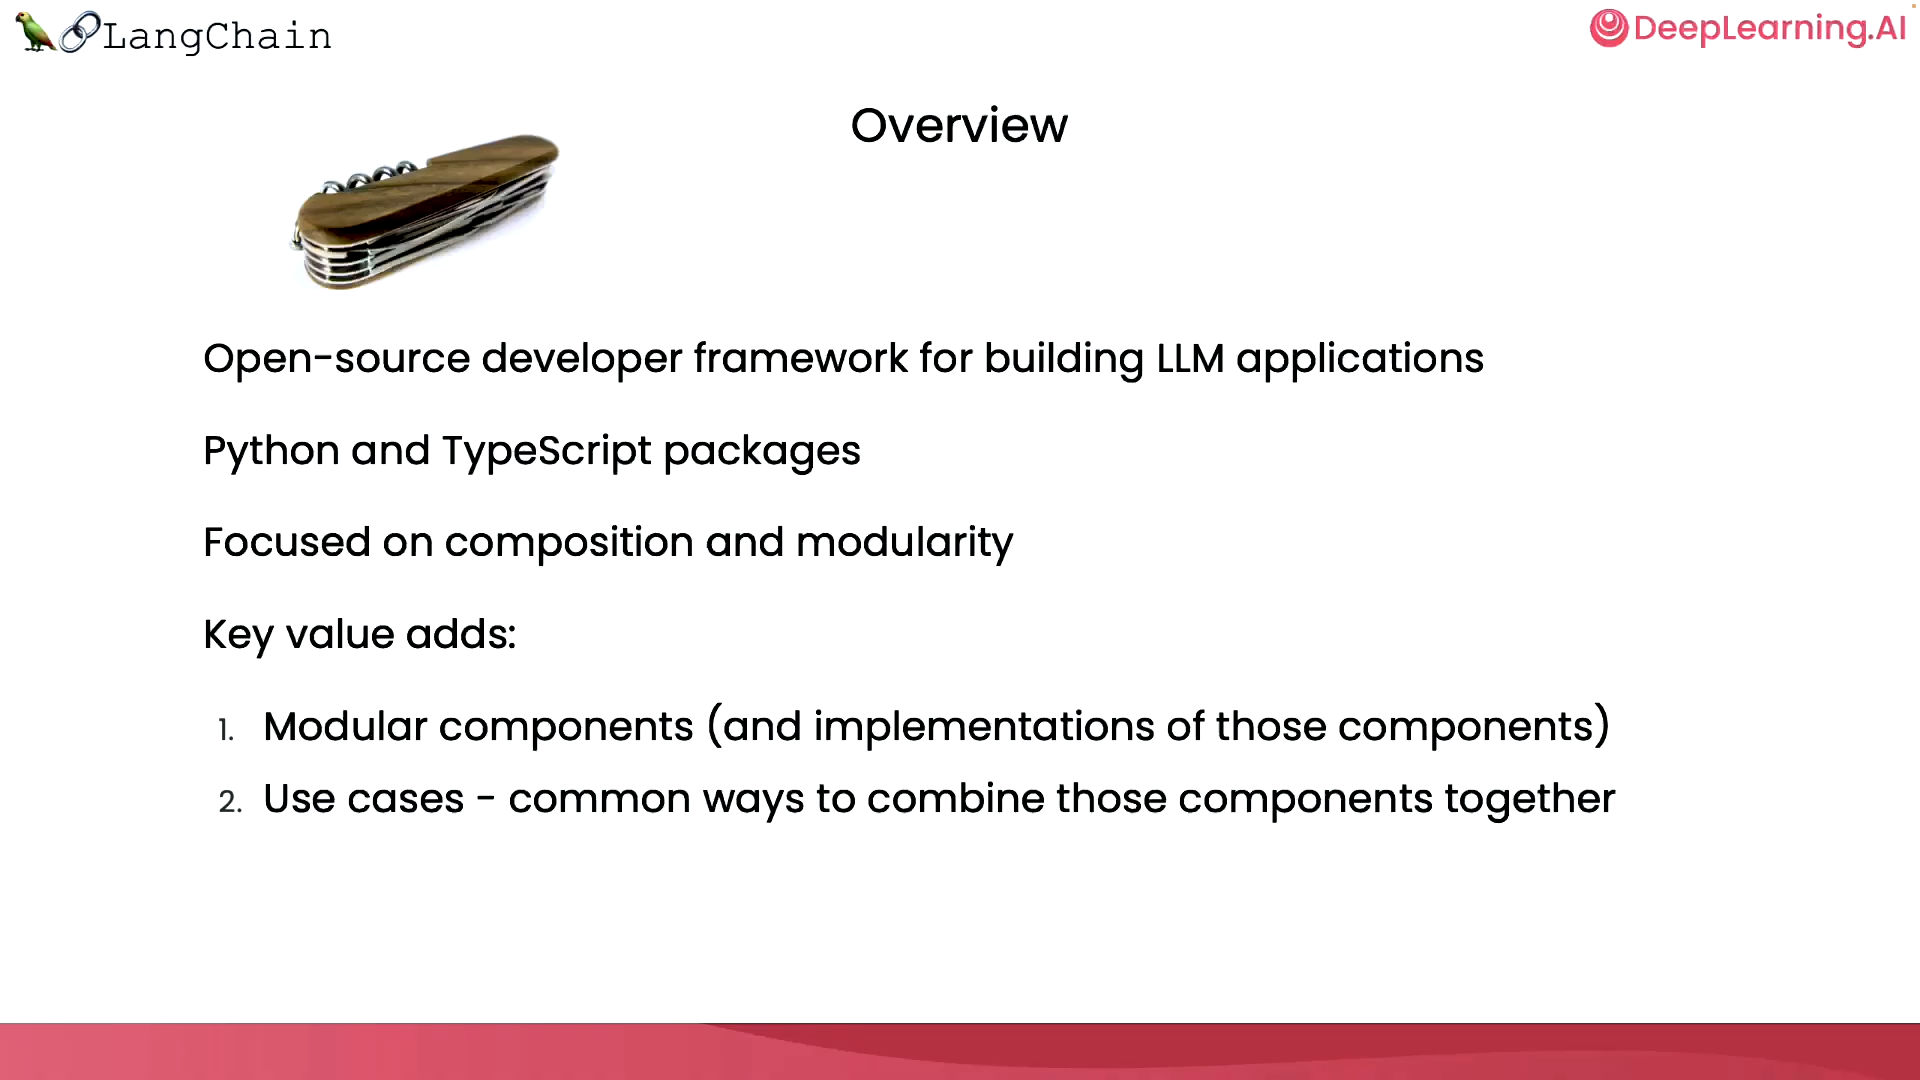 LangChain
DeepLearning.AI
Overview
Open-source developer framework for building LLM applications
Python and TypeScript packages
Focused on composition and modularity
Key value adds:
1. Modular components (and implementations of those components)
2. Use cases - common ways to combine those components together